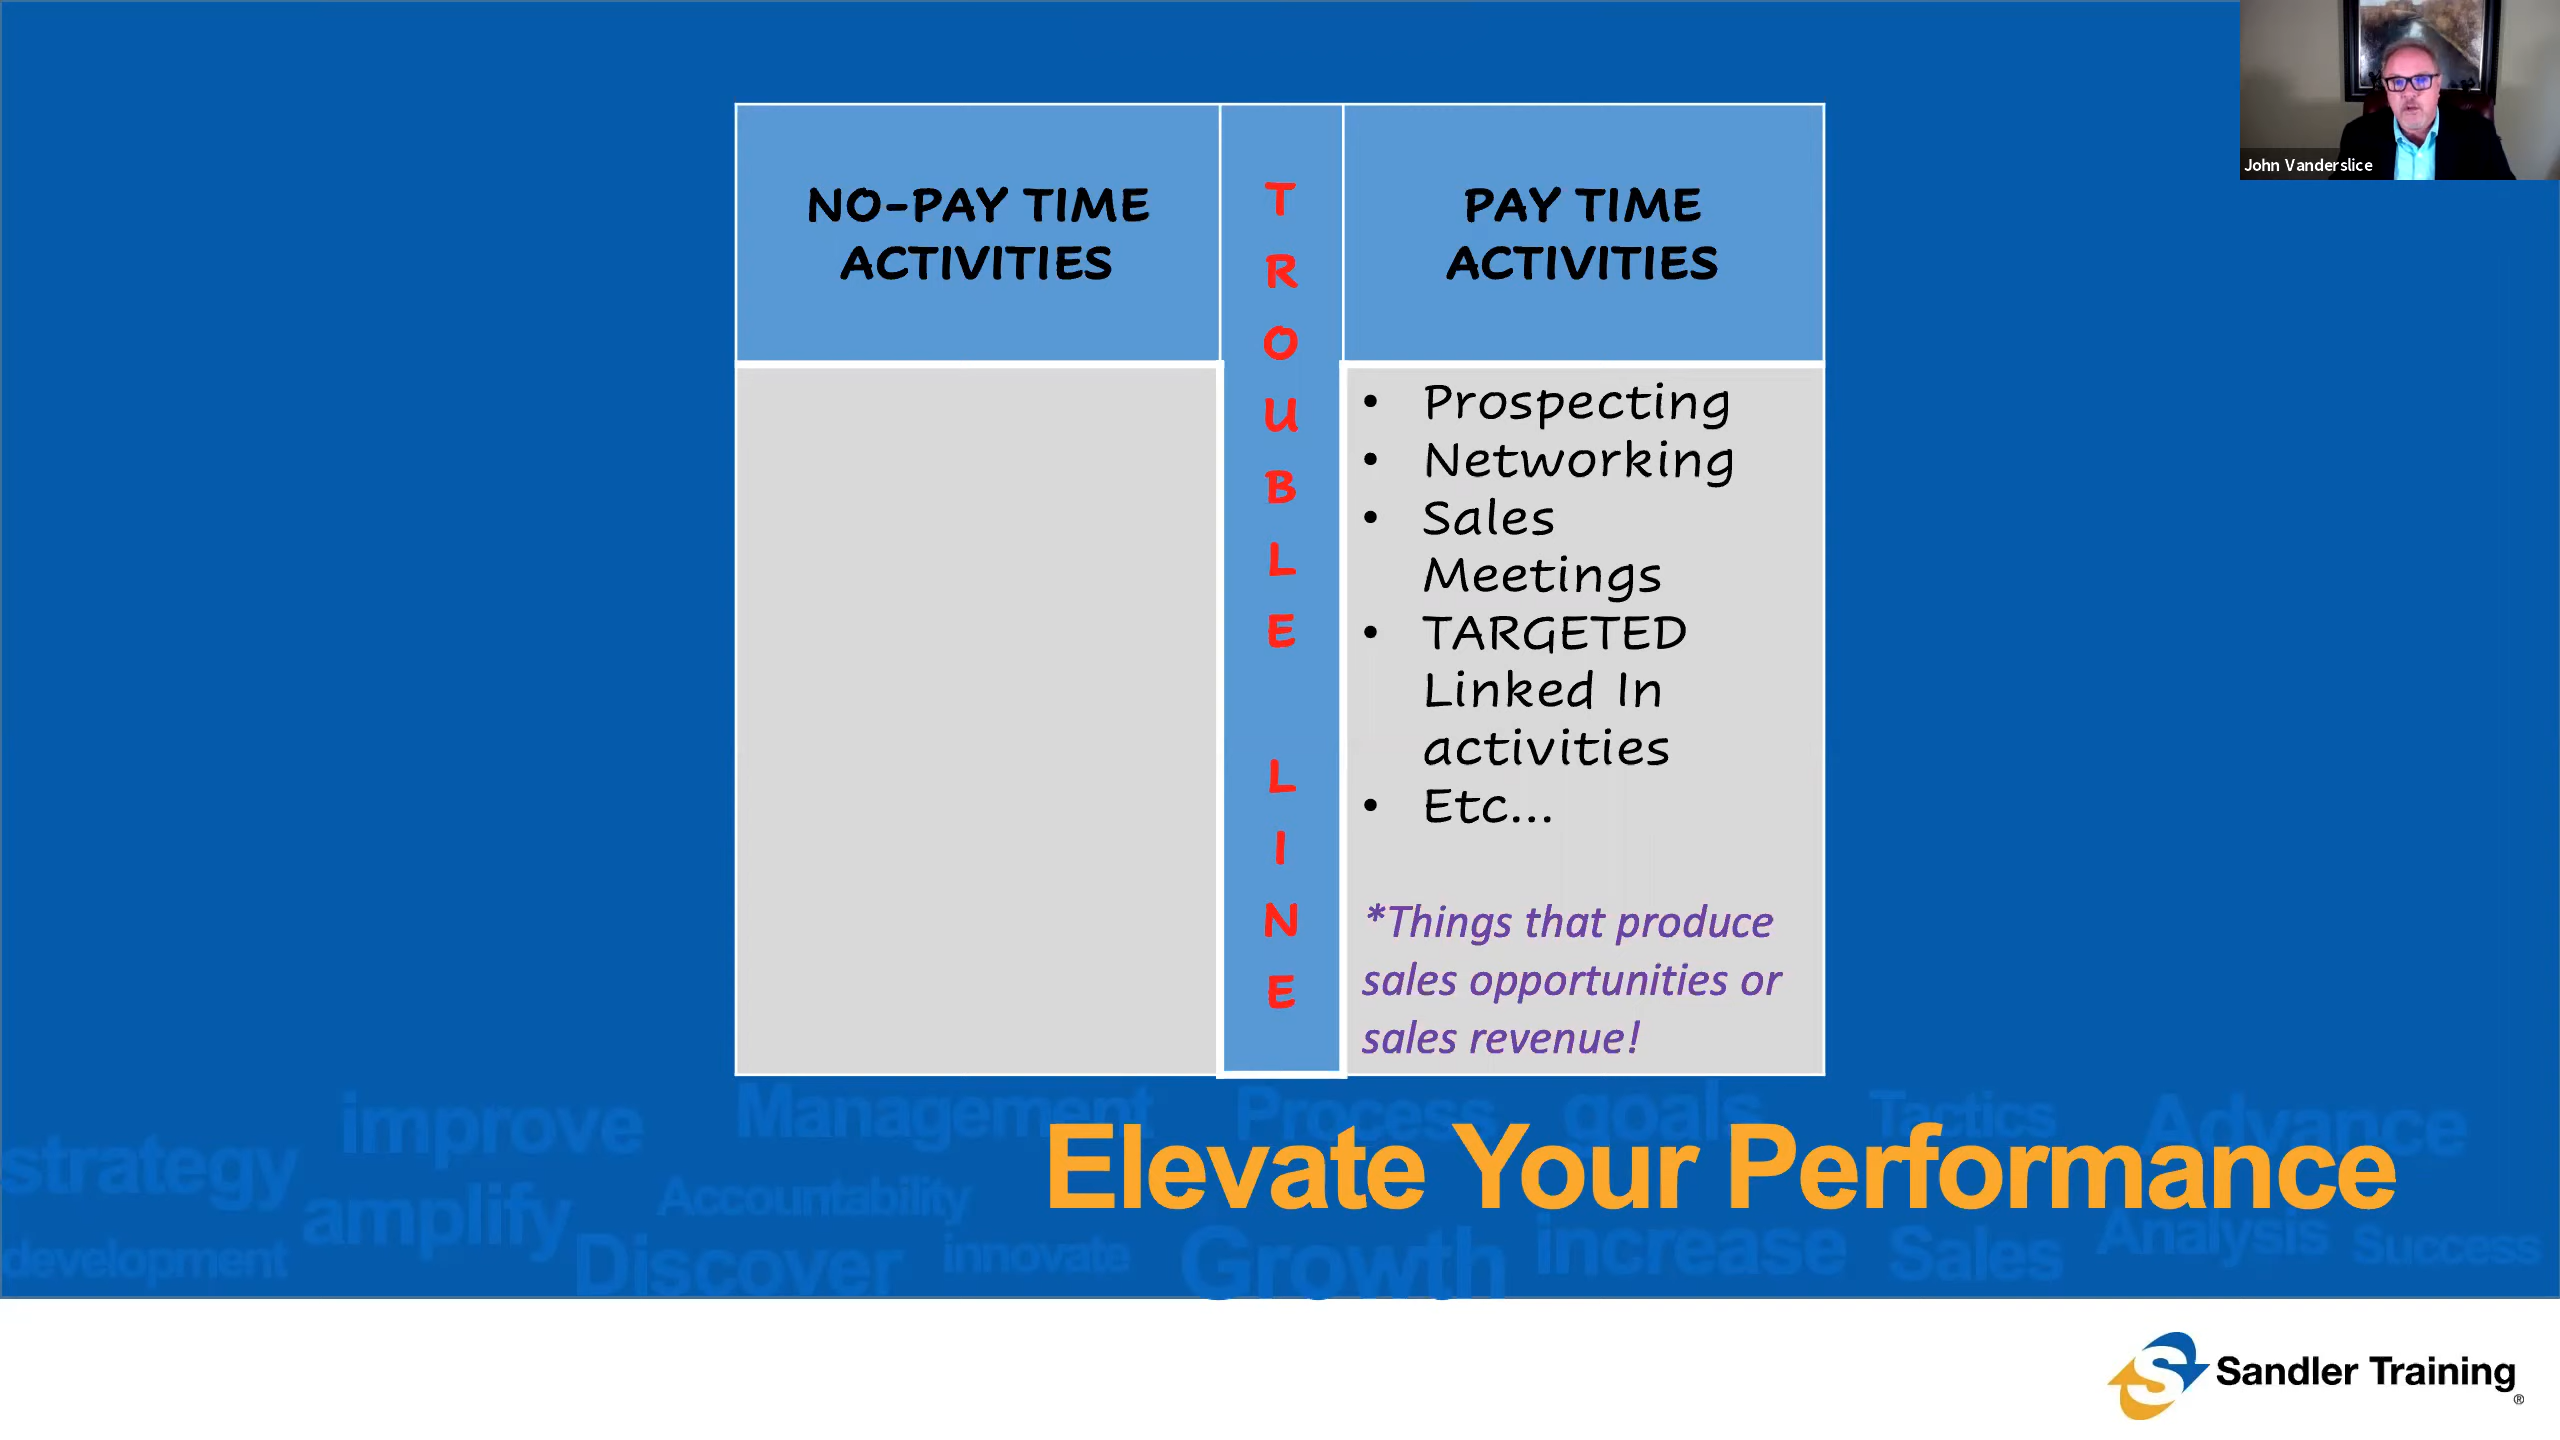 John Vanderslice
NO-PAY TIME
ACTIVITIES
T
R
O
U
B
L
E
L
I
N
E
PAY TIME
ACTIVITIES
• Prospecting
• Networking
• Sales
Meetings
• TARGETED
Linked In
activities
• Etc...
*Things that produce
sales opportunities or
sales revenue!
improve
Management
Process
goals
Tactics
Advance
strategy
Elevate Your Performance
amplify
Accountability
development
Discover
innovate
Growth
increase
Sales
Analysis
Success
S
Sandler Training
®